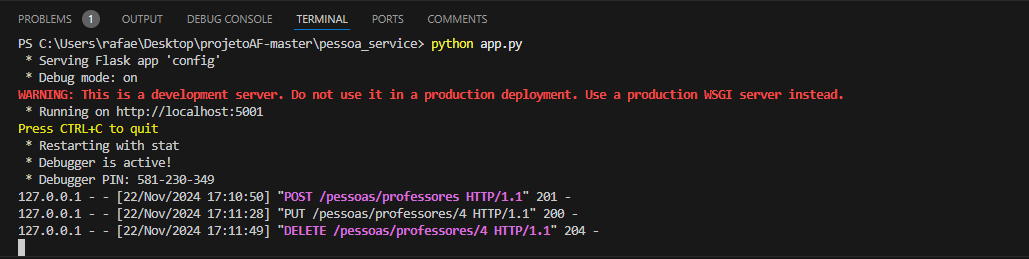 PROBLEMS 1 OUTPUT DEBUG CONSOLE TERMINAL PORTS COMMENTS
PS C:\Users\rafae\Desktop\projetoAF-master\pessoa_service> python app.py
 * Serving Flask app 'config'
 * Debug mode: on
WARNING: This is a development server. Do not use it in a production deployment. Use a production WSGI server instead.
 * Running on http://localhost:5001
Press CTRL+C to quit
 * Restarting with stat
 * Debugger is active!
 * Debugger PIN: 581-230-349
127.0.0.1 - - [22/Nov/2024 17:10:50] "POST /pessoas/professores HTTP/1.1" 201 -
127.0.0.1 - - [22/Nov/2024 17:11:28] "PUT /pessoas/professores/4 HTTP/1.1" 200 -
127.0.0.1 - - [22/Nov/2024 17:11:49] "DELETE /pessoas/professores/4 HTTP/1.1" 204 -